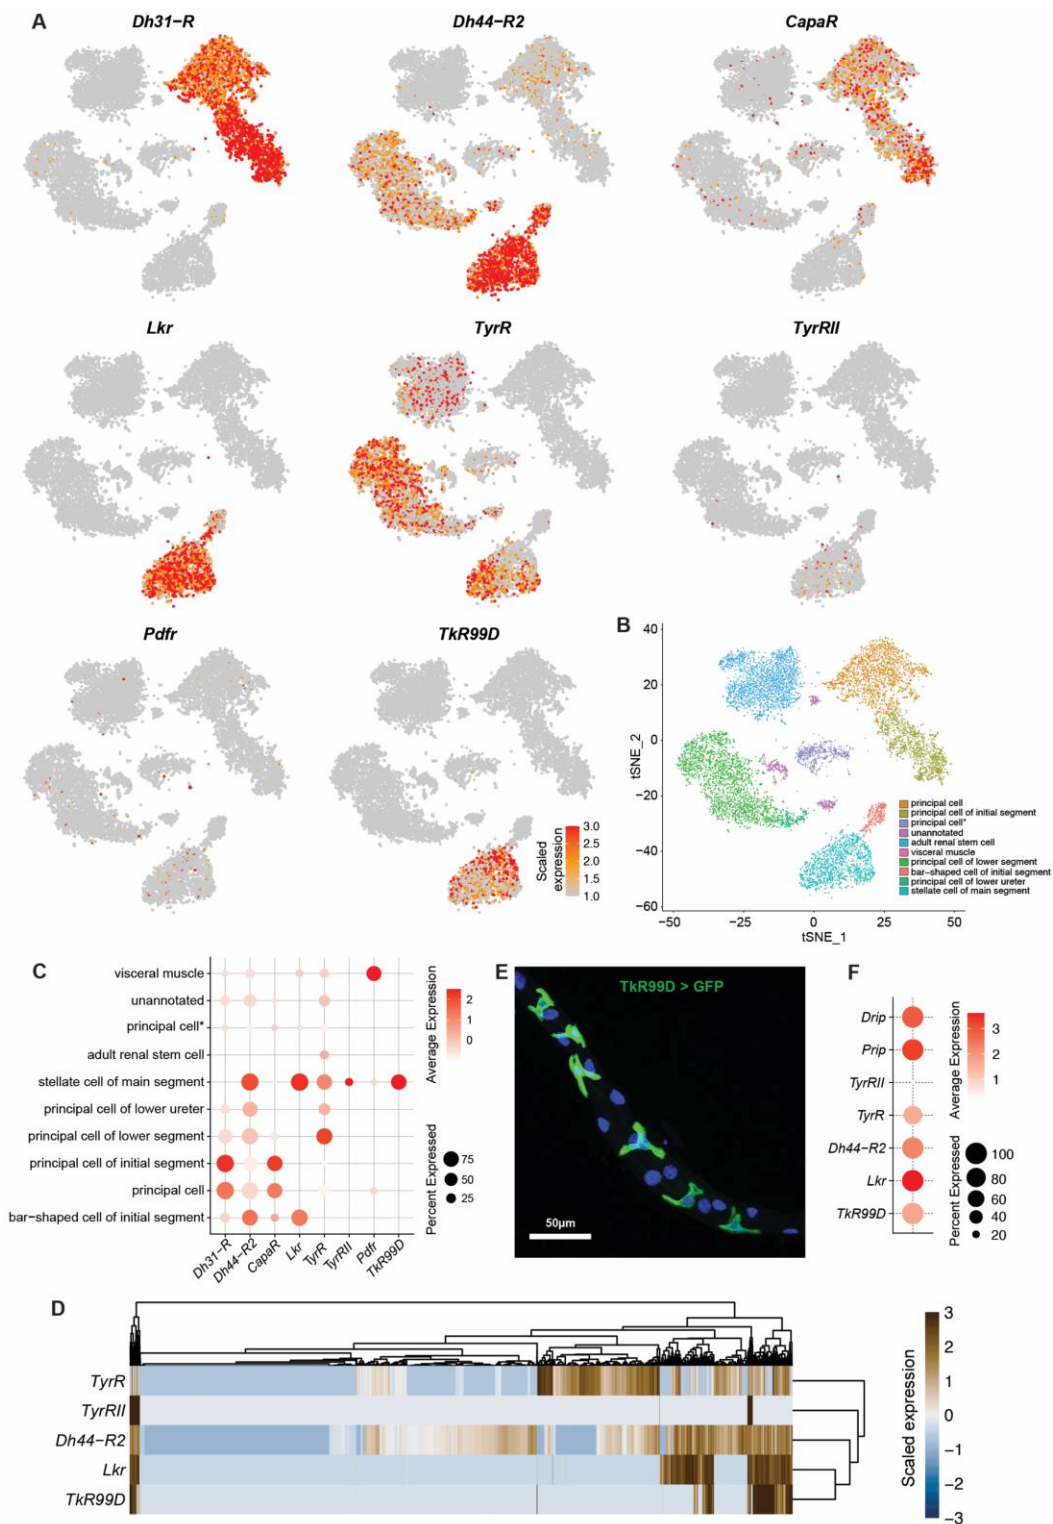 A
Dh31−R
Dh44−R2
CapaR
Lkr
TyrR
TyrRII
Pdfr
TkR99D
Scaled
expression
3.0
2.5
2.0
1.5
1.0
B
40
20
0
−20
−40
−60
tSNE_2
−50
−25
0
25
50
tSNE_1
principal cell
principal cell of initial segment
principal cell*
unannotated
adult renal stem cell
visceral muscle
principal cell of lower segment
bar-shaped cell of initial segment
principal cell of lower ureter
stellate cell of main segment
C
visceral muscle
unannotated
principal cell*
adult renal stem cell
stellate cell of main segment
principal cell of lower ureter
principal cell of lower segment
principal cell of initial segment
principal cell
bar−shaped cell of initial segment
Dh31−R
Dh44−R2
CapaR
Lkr
TyrR
TyrRII
Pdfr
TkR99D
Average Expression
2
1
0
Percent Expressed
75
50
25
E
TkR99D > GFP
50µm
F
Drip
Prip
TyrRII
TyrR
Dh44−R2
Lkr
TkR99D
Average Expression
3
2
1
Percent Expressed
100
80
60
40
20
D
TyrR
TyrRII
Dh44−R2
Lkr
TkR99D
Scaled expression
3
2
1
0
−1
−2
−3